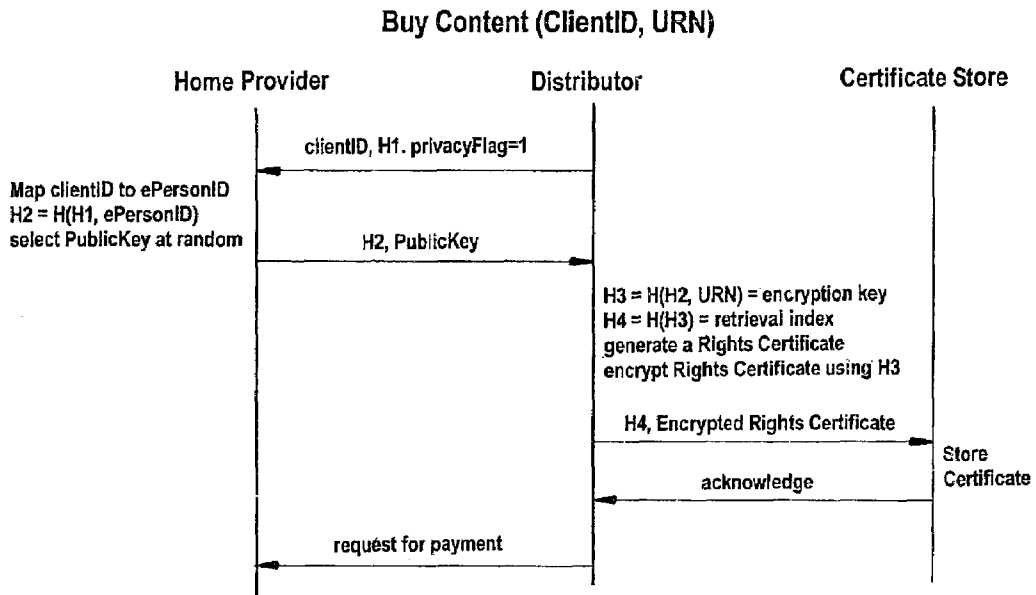 Buy Content (ClientID, URN)
Home Provider
Distributor
Certificate Store
clientID, H1. privacyFlag=1
Map clientID to ePersonID
H2 = H(H1, ePersonID)
select PublicKey at random
H2, PublicKey
H3 = H(H2, URN) = encryption key
H4 = H(H3) = retrieval index
generate a Rights Certificate
encrypt Rights Certificate using H3
H4, Encrypted Rights Certificate
Store
Certificate
acknowledge
request for payment